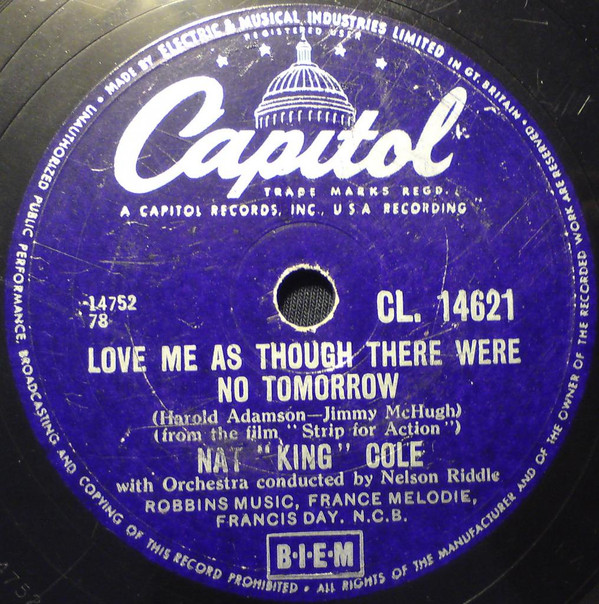 MADE BY ELECTRIC & MUSICAL INDUSTRIES LIMITED IN GT. BRITAIN • ALL RIGHTS OF THE MANUFACTURER AND OF THE OWNER OF THE RECORDED WORK ARE RESERVED •
UNAUTHORIZED PUBLIC PERFORMANCE, BROADCASTING AND COPYING OF THIS RECORD PROHIBITED •
REGISTERED USER
Capitol
TRADE MARKS REGD.
A CAPITOL RECORDS, INC., U.S.A RECORDING
14752
78
CL. 14621
LOVE ME AS THOUGH THERE WERE
NO TOMORROW
(Harold Adamson—Jimmy McHugh)
(from the film "Strip for Action")
NAT "KING" COLE
with Orchestra conducted by Nelson Riddle
ROBBINS MUSIC, FRANCE MELODIE,
FRANCIS DAY. N.C.B.
B·I·E·M
4752